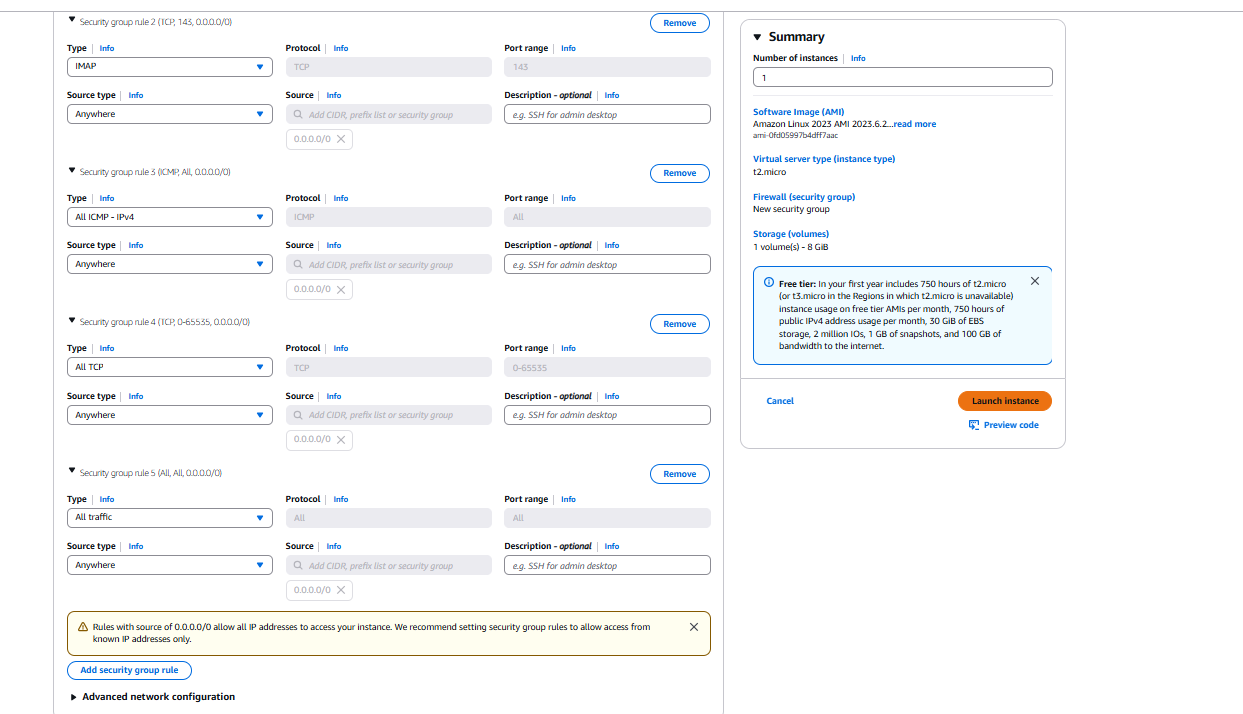 Security group rule 2 (TCP, 143, 0.0.0.0/0)
Remove
Type Info Protocol Info Port range Info
IMAP TCP 143
Source type Info Source Info Description - optional Info
Anywhere Add CIDR, prefix list or security group e.g. SSH for admin desktop
0.0.0.0/0
Security group rule 3 (ICMP, All, 0.0.0.0/0)
Remove
Type Info Protocol Info Port range Info
All ICMP - IPv4 ICMP All
Source type Info Source Info Description - optional Info
Anywhere Add CIDR, prefix list or security group e.g. SSH for admin desktop
0.0.0.0/0
Security group rule 4 (TCP, 0-65535, 0.0.0.0/0)
Remove
Type Info Protocol Info Port range Info
All TCP TCP 0-65535
Source type Info Source Info Description - optional Info
Anywhere Add CIDR, prefix list or security group e.g. SSH for admin desktop
0.0.0.0/0
Security group rule 5 (All, All, 0.0.0.0/0)
Remove
Type Info Protocol Info Port range Info
All traffic All All
Source type Info Source Info Description - optional Info
Anywhere Add CIDR, prefix list or security group e.g. SSH for admin desktop
0.0.0.0/0
Rules with source of 0.0.0.0/0 allow all IP addresses to access your instance. We recommend setting security group rules to allow access from
known IP addresses only.
Add security group rule
Advanced network configuration
Summary
Number of instances Info
1
Software Image (AMI)
Amazon Linux 2023 AMI 2023.6.2...read more
ami-0fd05997b4dff7aac
Virtual server type (instance type)
t2.micro
Firewall (security group)
New security group
Storage (volumes)
1 volume(s) - 8 GiB
Free tier: In your first year includes 750 hours of t2.micro
(or t3.micro in the Regions in which t2.micro is unavailable)
instance usage on free tier AMIs per month, 750 hours of
public IPv4 address usage per month, 30 GiB of EBS
storage, 2 million IOs, 1 GB of snapshots, and 100 GB of
bandwidth to the internet.
Cancel
Launch instance
Preview code